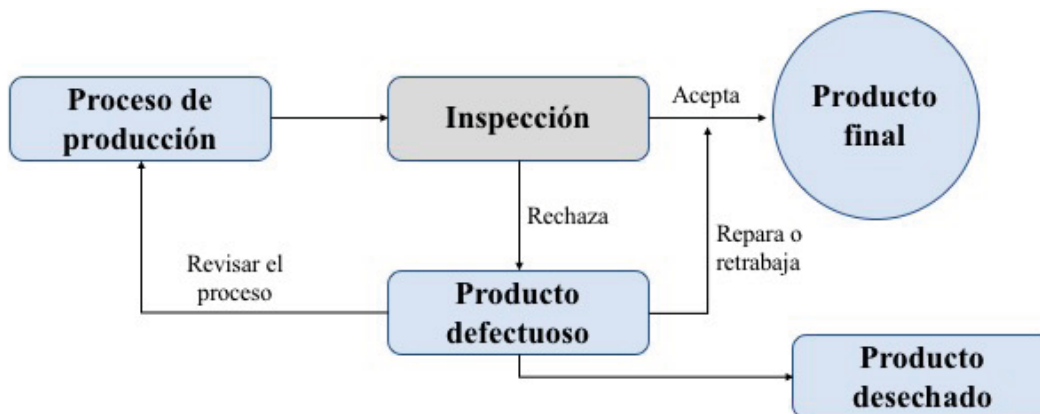 Proceso de
producción
Inspección
Acepta
Producto
final
Rechaza
Repara o
retrabaja
Revisar el
proceso
Producto
defectuoso
Producto
desechado